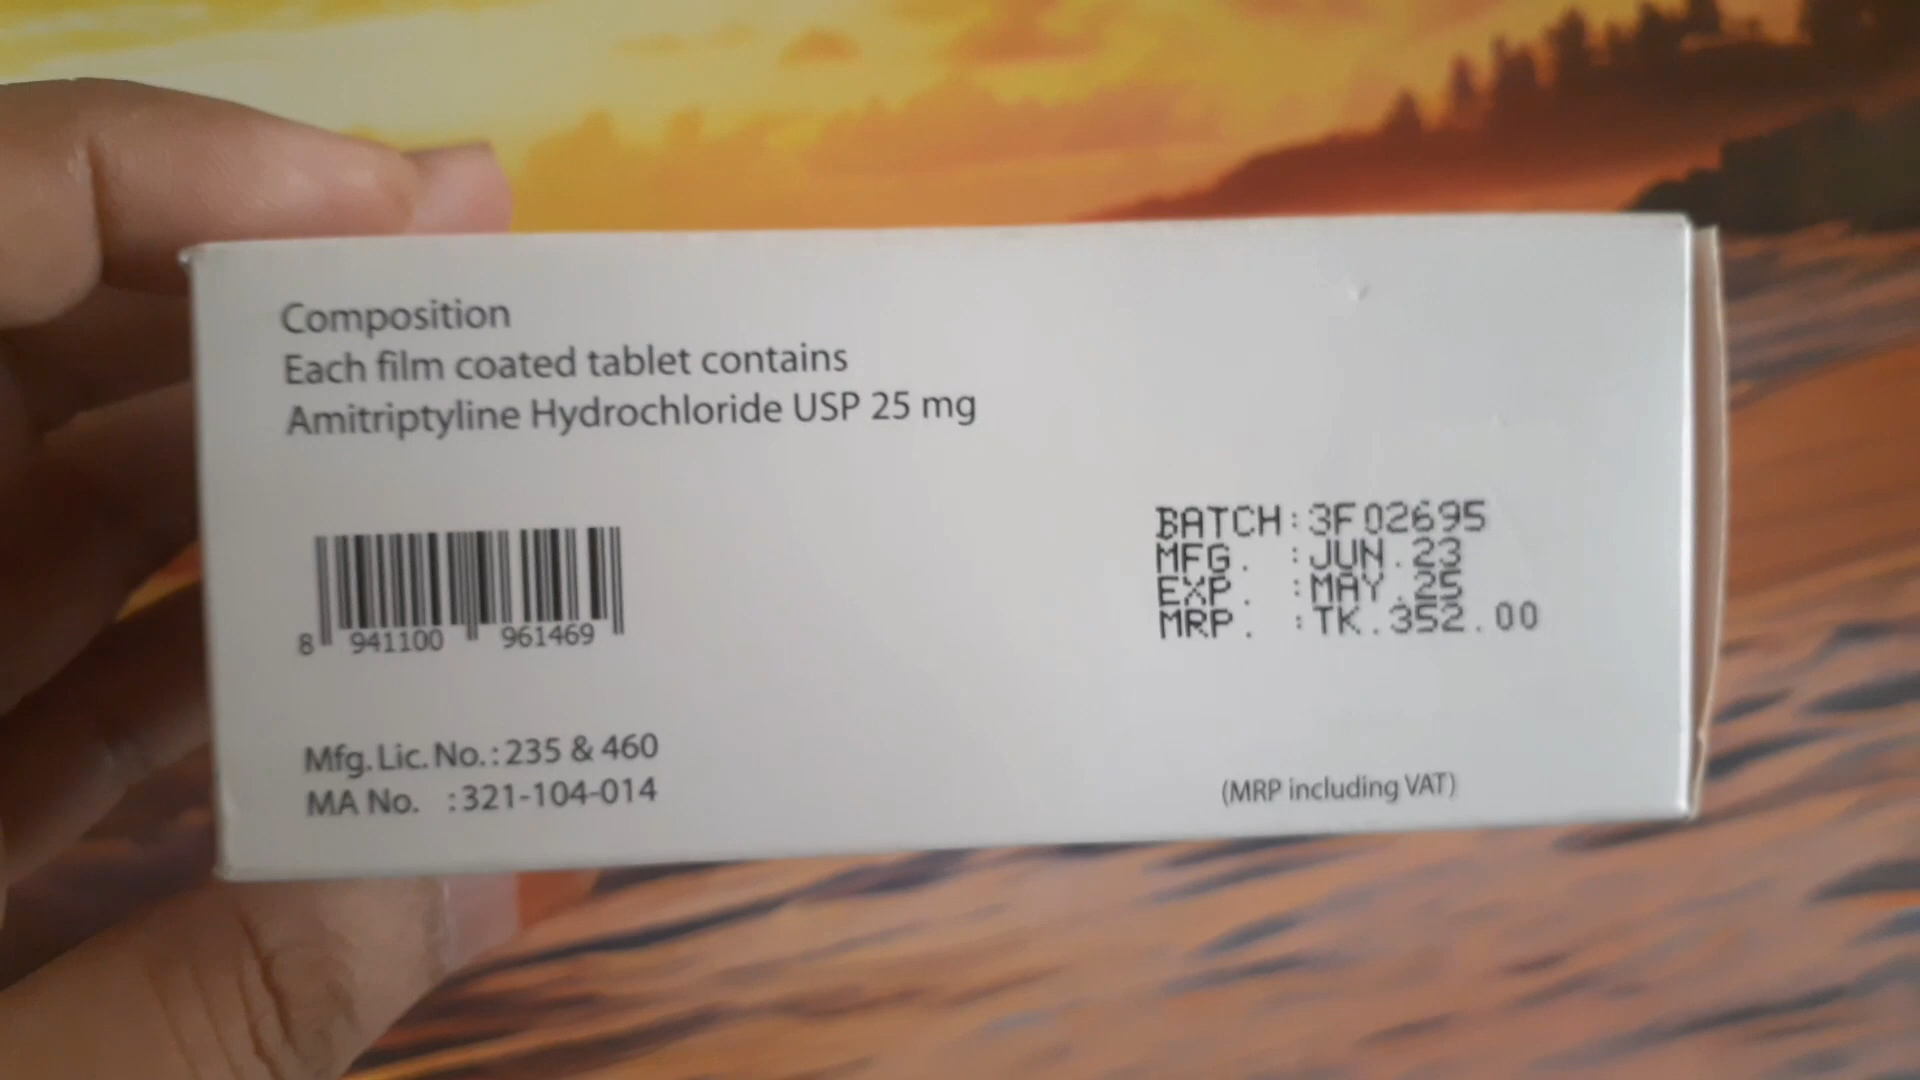 Composition
Each film coated tablet contains
Amitriptyline Hydrochloride USP 25 mg
BATCH:3F02695
MFG. :JUN.23
EXP. :MAY.25
MRP. :TK.352.00
8 941100 961469
Mfg. Lic. No.: 235 & 460
MA No. : 321-104-014
(MRP including VAT)